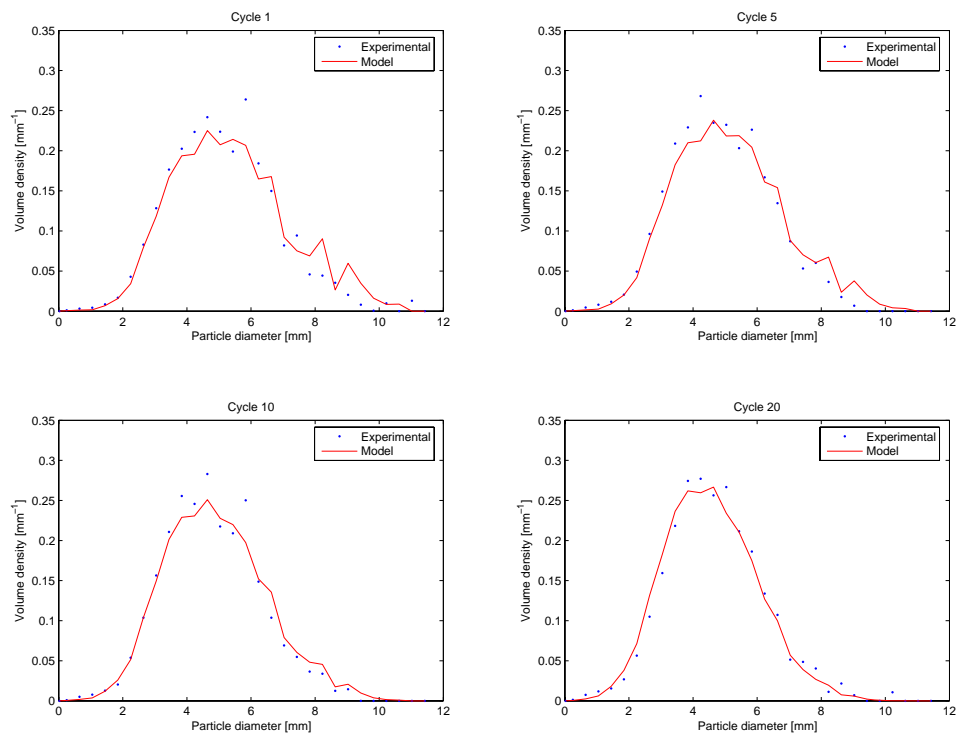 Cycle 1
0.35
0.3
0.25
0.2
0.15
0.1
0.05
0
Volume density [mm⁻¹]
Experimental
Model
0 2 4 6 8 10 12
Particle diameter [mm]
Cycle 5
0.35
0.3
0.25
0.2
0.15
0.1
0.05
0
Volume density [mm⁻¹]
Experimental
Model
0 2 4 6 8 10 12
Particle diameter [mm]
Cycle 10
0.35
0.3
0.25
0.2
0.15
0.1
0.05
0
Volume density [mm⁻¹]
Experimental
Model
0 2 4 6 8 10 12
Particle diameter [mm]
Cycle 20
0.35
0.3
0.25
0.2
0.15
0.1
0.05
0
Volume density [mm⁻¹]
Experimental
Model
0 2 4 6 8 10 12
Particle diameter [mm]